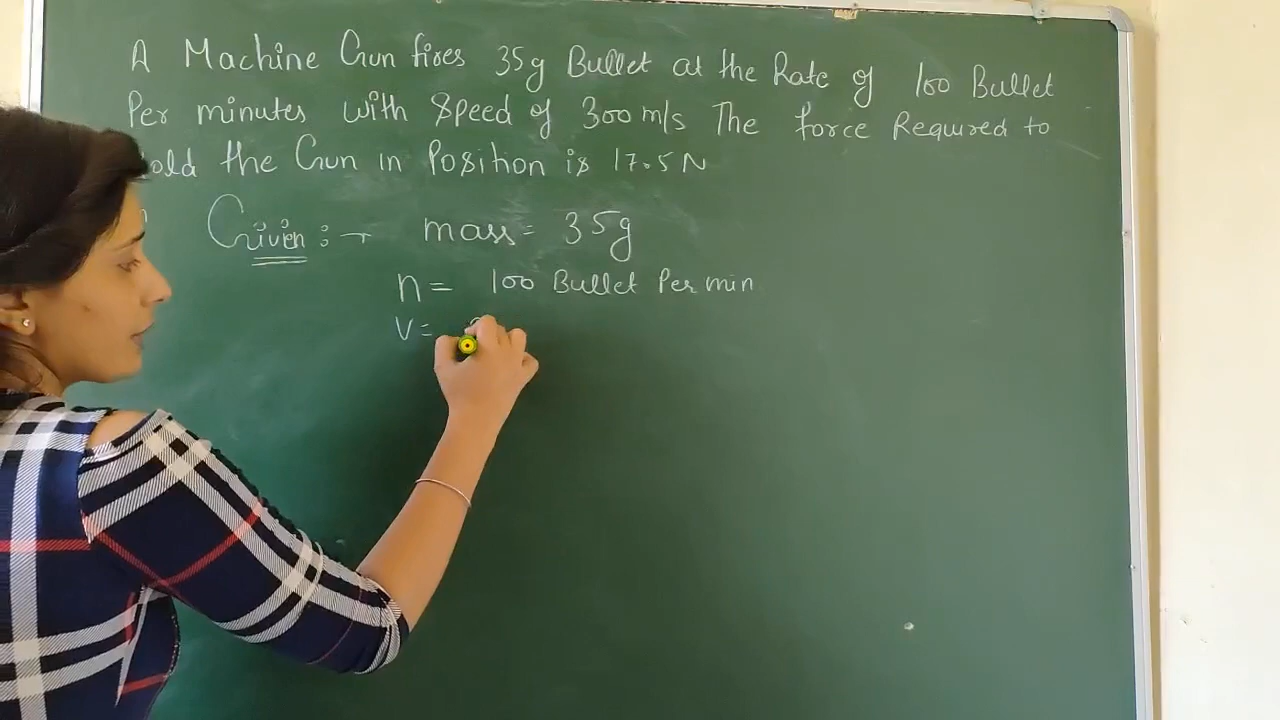 A Machine Gun fires 35g Bullet at the Rate of 100 Bullet
Per minutes with Speed of 300 m/s The force Required to
old the Gun in Position is 17.5N
Given :→ mass = 35g
n = 100 Bullet Per min
v =